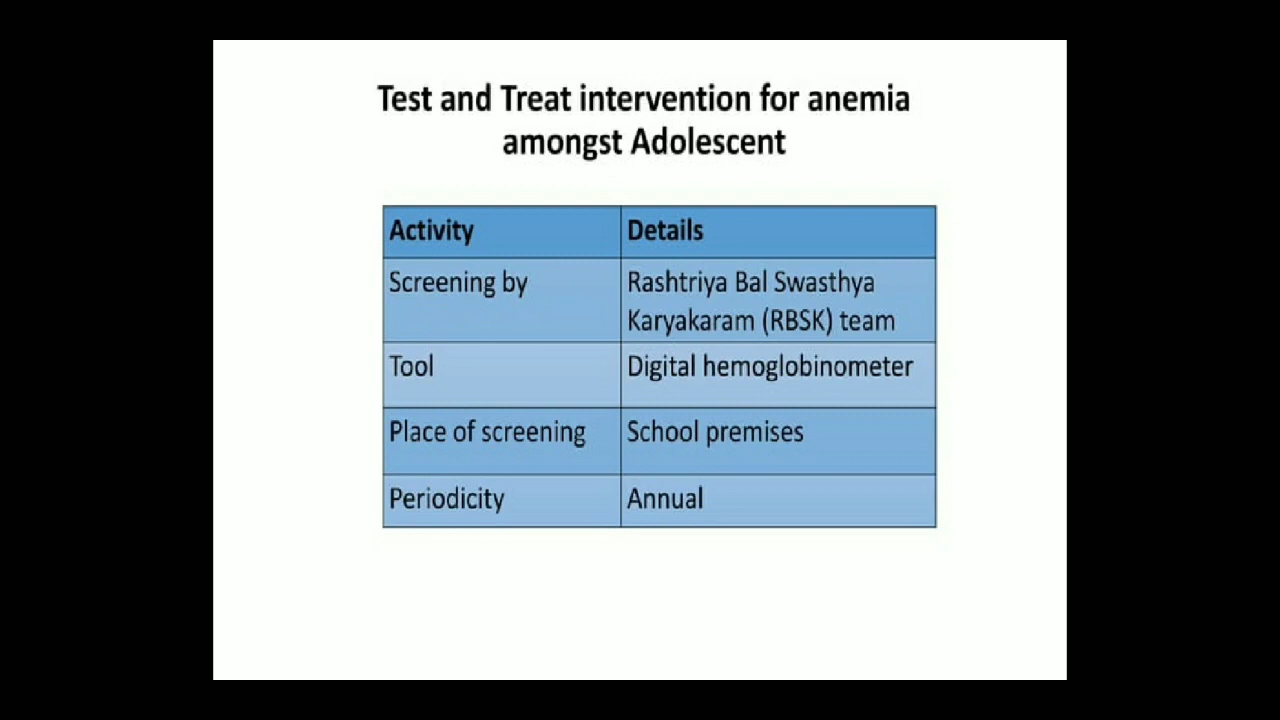 Test and Treat intervention for anemia
amongst Adolescent
Activity
Details
Screening by
Rashtriya Bal Swasthya
Karyakaram (RBSK) team
Tool
Digital hemoglobinometer
Place of screening
School premises
Periodicity
Annual